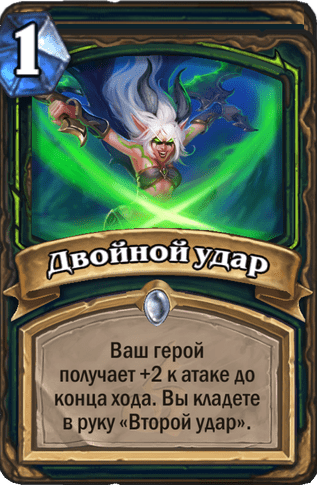 1
Двойной удар
Ваш герой
получает +2 к атаке до
конца хода. Вы кладете
в руку «Второй удар».